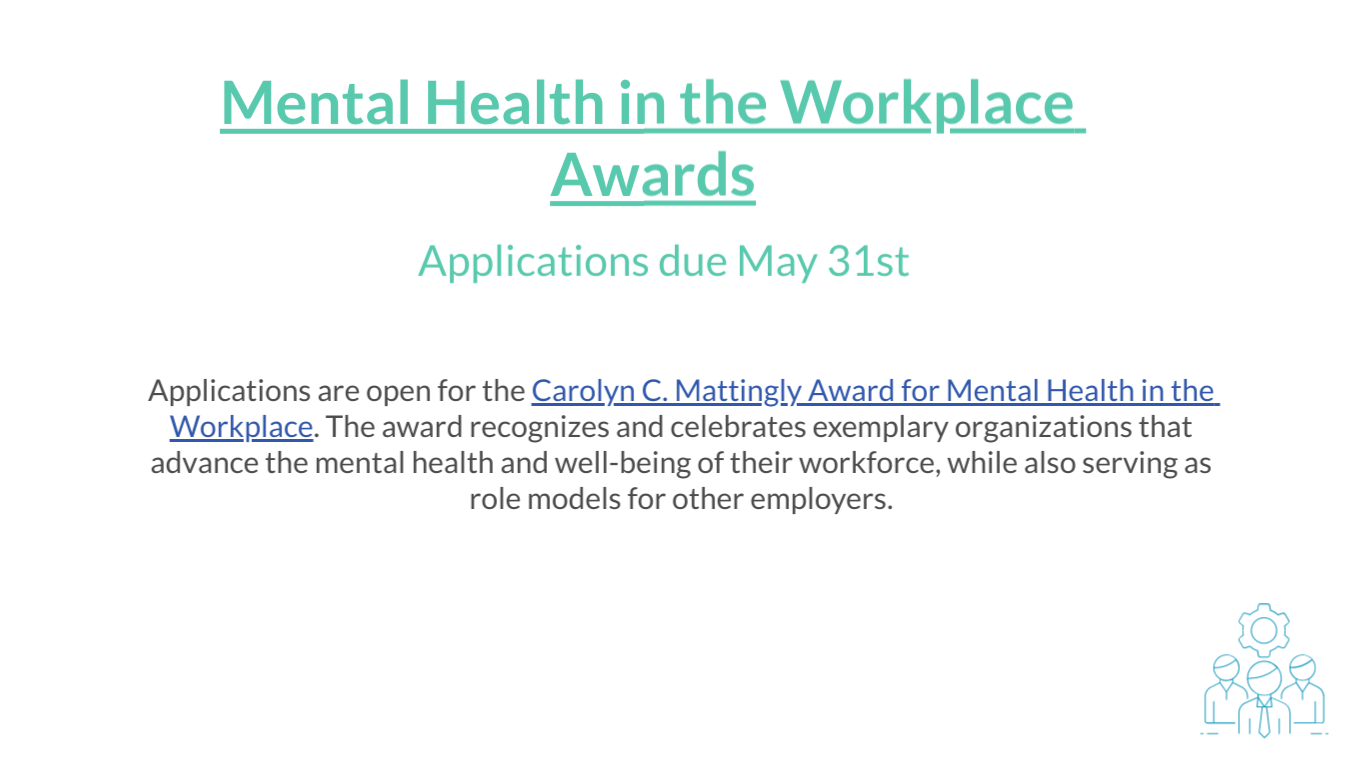 Mental Health in the Workplace
Awards
Applications due May 31st
Applications are open for the Carolyn C. Mattingly Award for Mental Health in the
Workplace. The award recognizes and celebrates exemplary organizations that
advance the mental health and well-being of their workforce, while also serving as
role models for other employers.